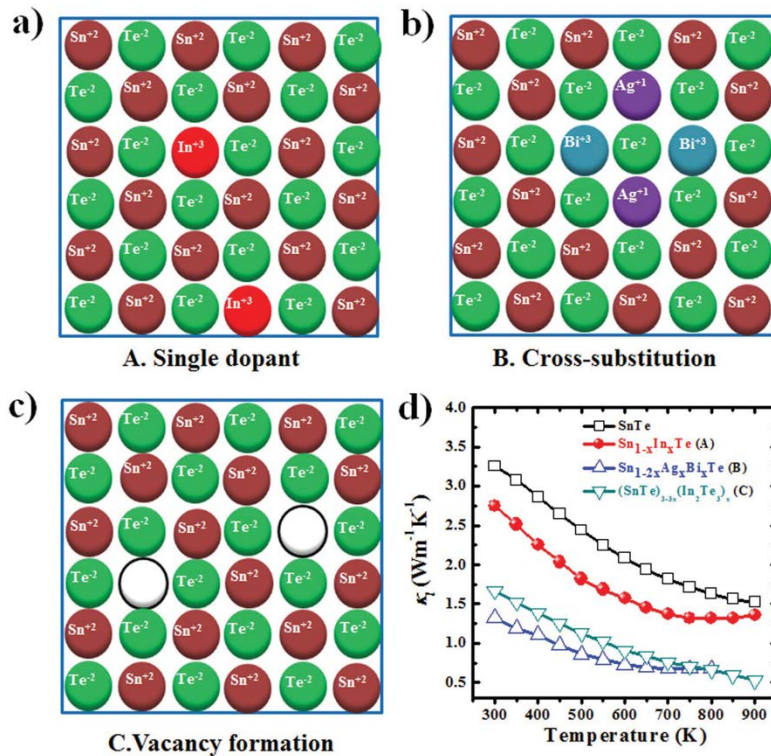 a)
Sn+2 Te-2 Sn+2 Te-2 Sn+2 Te-2
Te-2 Sn+2 Te-2 Sn+2 Te-2 Sn+2
Sn+2 Te-2 In+3 Te-2 Sn+2 Te-2
Te-2 Sn+2 Te-2 Sn+2 Te-2 Sn+2
Sn+2 Te-2 Sn+2 Te-2 Sn+2 Te-2
Te-2 Sn+2 Te-2 In+3 Te-2 Sn+2
A. Single dopant
b)
Sn+2 Te-2 Sn+2 Te-2 Sn+2 Te-2
Te-2 Sn+2 Te-2 Ag+1 Te-2 Sn+2
Sn+2 Te-2 Bi+3 Te-2 Bi+3 Te-2
Te-2 Sn+2 Te-2 Ag+1 Te-2 Sn+2
Sn+2 Te-2 Sn+2 Te-2 Sn+2 Te-2
Te-2 Sn+2 Te-2 Sn+2 Te-2 Sn+2
B. Cross-substitution
c)
Sn+2 Te-2 Sn+2 Te-2 Sn+2 Te-2
Te-2 Sn+2 Te-2 Sn+2 Te-2 Sn+2
Sn+2 Te-2 Sn+2 Te-2 Te-2
Te-2 Te-2 Sn+2 Te-2 Sn+2
Sn+2 Te-2 Sn+2 Te-2 Sn+2 Te-2
Te-2 Sn+2 Te-2 Sn+2 Te-2 Sn+2
C.Vacancy formation
d)
κl (Wm-1K-1)
4.0
3.5
3.0
2.5
2.0
1.5
1.0
0.5
SnTe
Sn1-xInxTe (A)
Sn1-2xAgxBixTe (B)
(SnTe)3-3x(In2Te3)x (C)
300 400 500 600 700 800 900
Temperature (K)